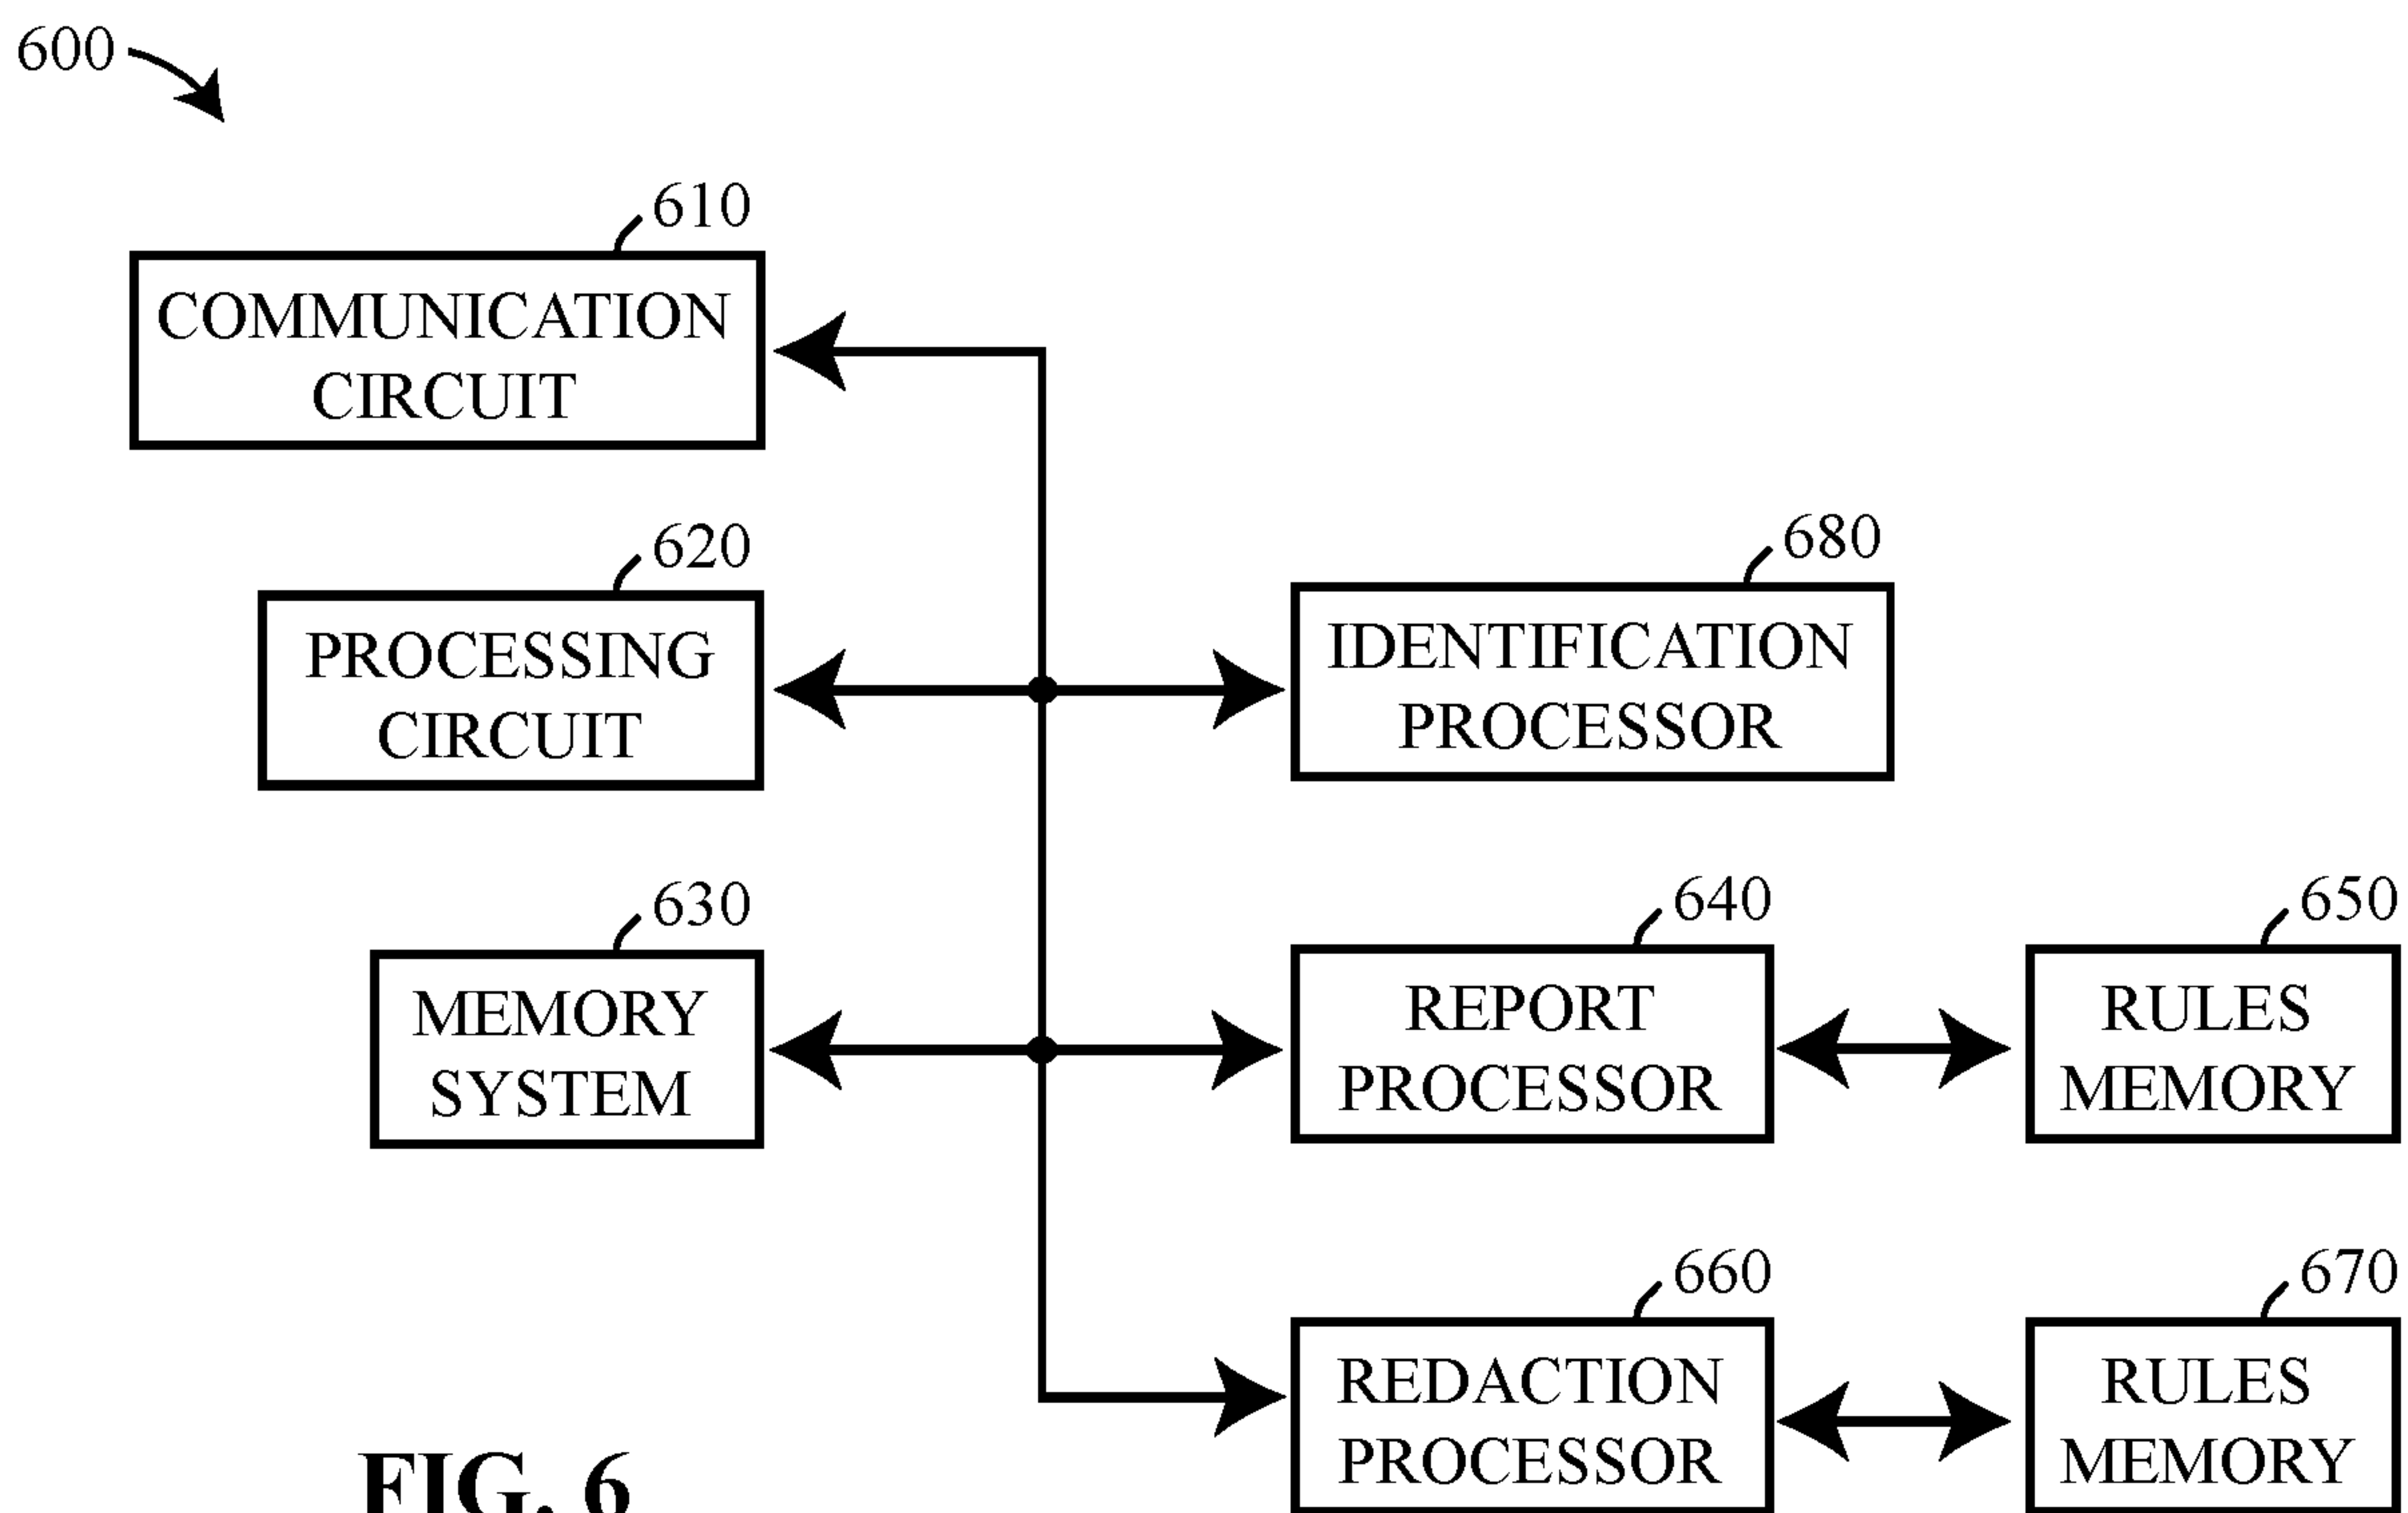 600
610
COMMUNICATION
CIRCUIT
620
PROCESSING
CIRCUIT
680
IDENTIFICATION
PROCESSOR
630
MEMORY
SYSTEM
640
REPORT
PROCESSOR
650
RULES
MEMORY
660
REDACTION
PROCESSOR
670
RULES
MEMORY
FIG. 6